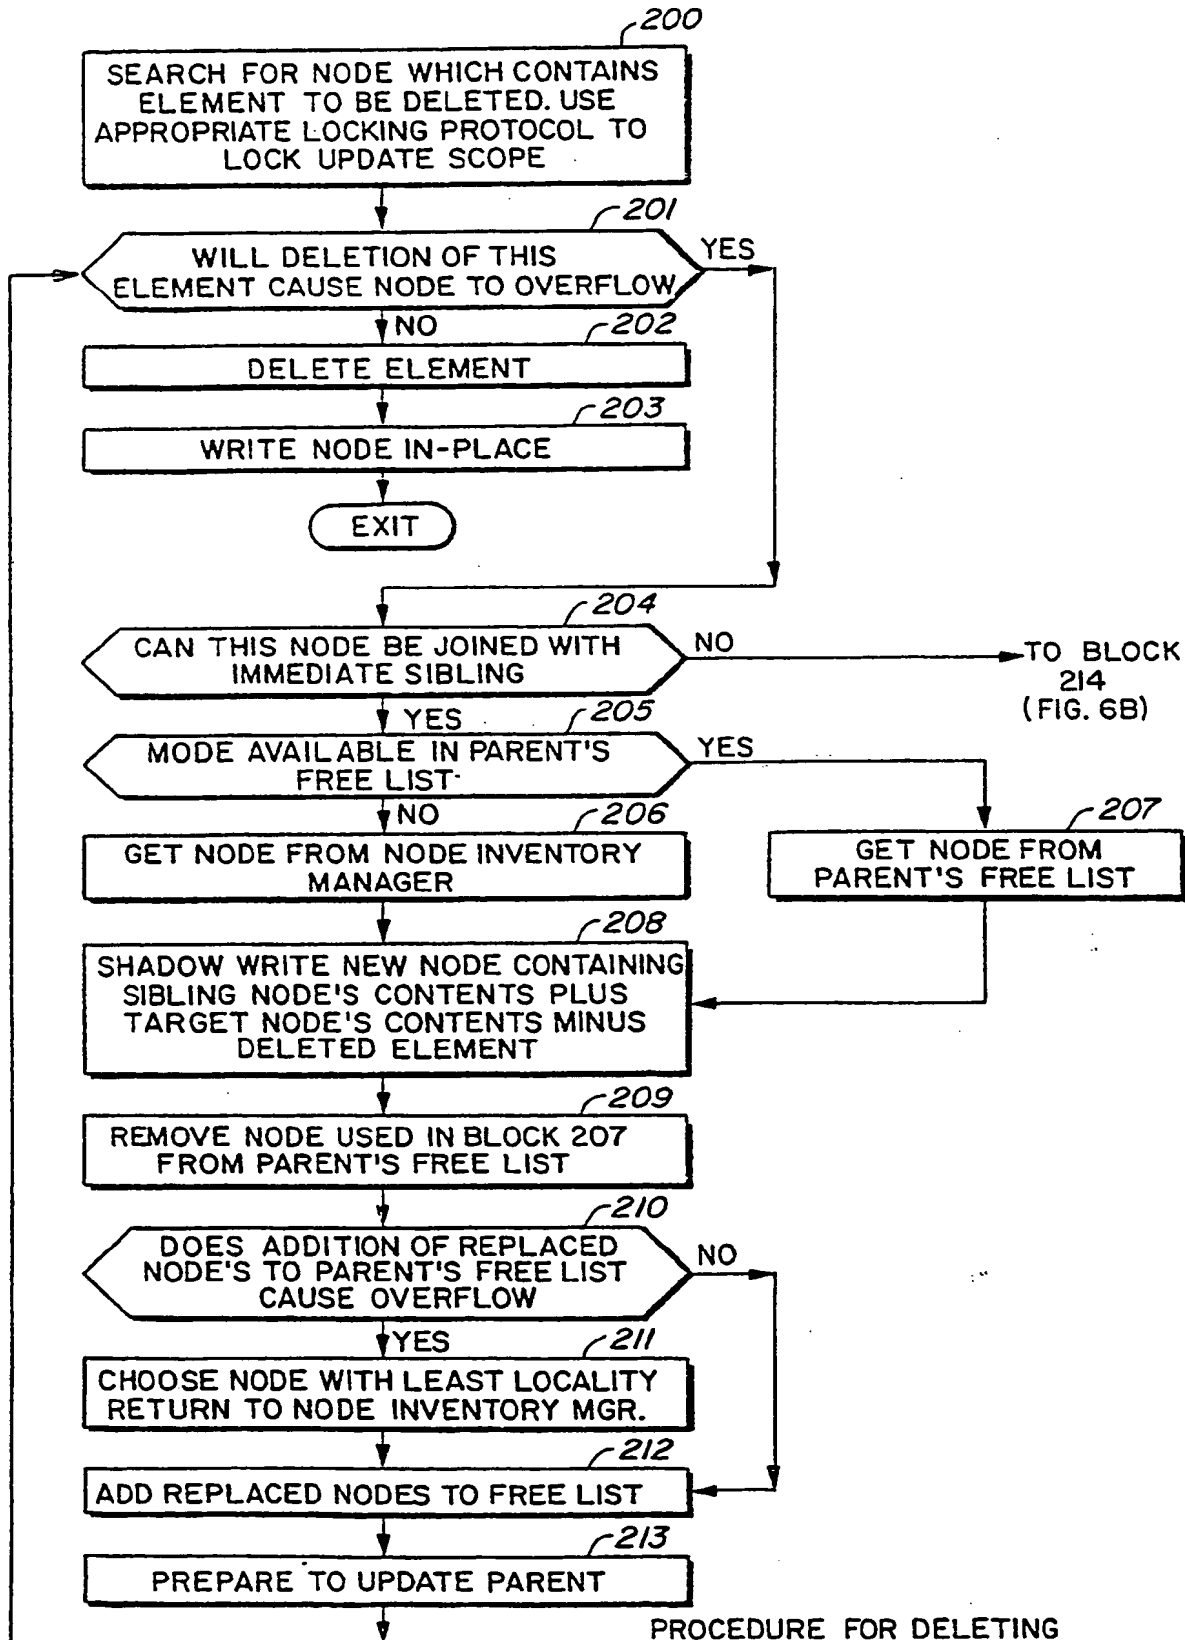 200
SEARCH FOR NODE WHICH CONTAINS
ELEMENT TO BE DELETED. USE
APPROPRIATE LOCKING PROTOCOL TO
LOCK UPDATE SCOPE
201
WILL DELETION OF THIS
ELEMENT CAUSE NODE TO OVERFLOW
YES
NO
202
DELETE ELEMENT
203
WRITE NODE IN-PLACE
EXIT
204
CAN THIS NODE BE JOINED WITH
IMMEDIATE SIBLING
NO
TO BLOCK
214
(FIG. 6B)
YES
205
MODE AVAILABLE IN PARENT'S
FREE LIST
YES
NO
206
GET NODE FROM NODE INVENTORY
MANAGER
207
GET NODE FROM
PARENT'S FREE LIST
208
SHADOW WRITE NEW NODE CONTAINING
SIBLING NODE'S CONTENTS PLUS
TARGET NODE'S CONTENTS MINUS
DELETED ELEMENT
209
REMOVE NODE USED IN BLOCK 207
FROM PARENT'S FREE LIST
210
DOES ADDITION OF REPLACED
NODE'S TO PARENT'S FREE LIST
CAUSE OVERFLOW
NO
YES
211
CHOOSE NODE WITH LEAST LOCALITY
RETURN TO NODE INVENTORY MGR.
212
ADD REPLACED NODES TO FREE LIST
213
PREPARE TO UPDATE PARENT
PROCEDURE FOR DELETING